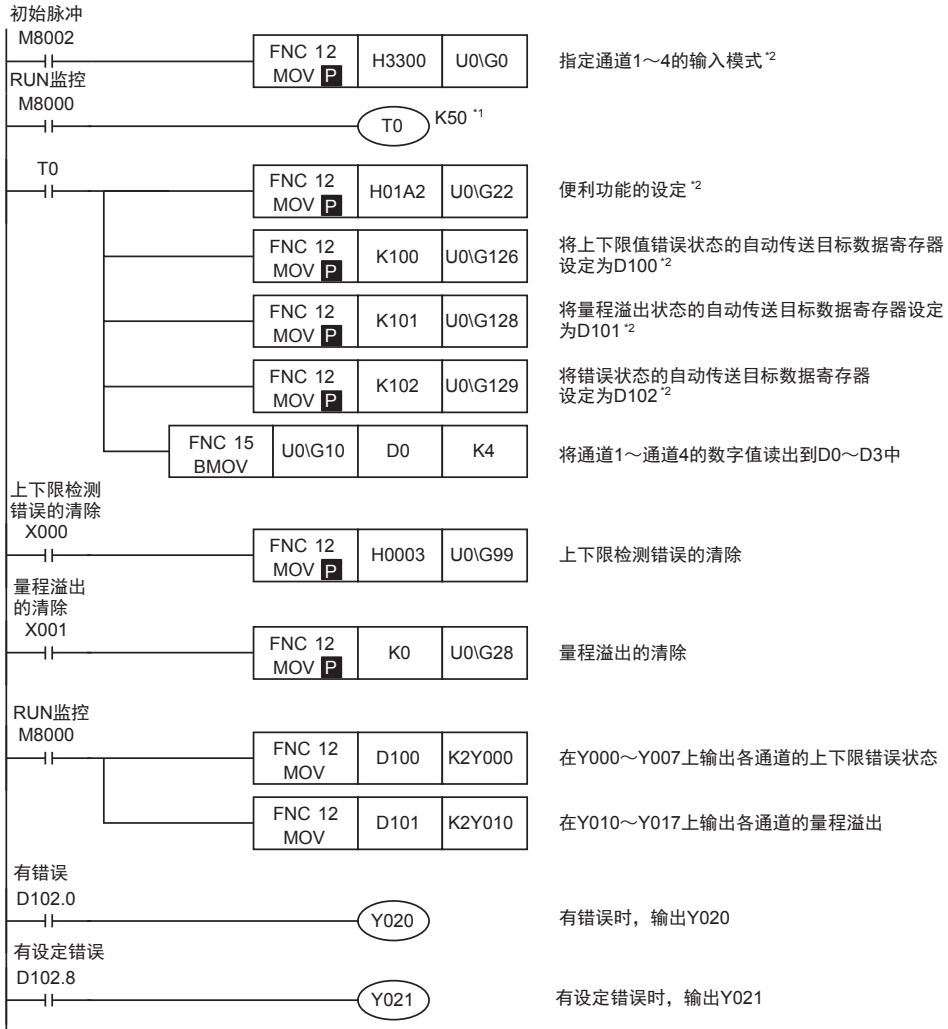 初始脉冲
M8002
FNC 12 MOV P H3300 U0\G0 指定通道1～4的输入模式*2
RUN监控
M8000
T0 K50 *1
T0
FNC 12 MOV P H01A2 U0\G22 便利功能的设定*2
FNC 12 MOV P K100 U0\G126 将上下限值错误状态的自动传送目标数据寄存器
设定为D100*2
FNC 12 MOV P K101 U0\G128 将量程溢出状态的自动传送目标数据寄存器设定
为D101*2
FNC 12 MOV P K102 U0\G129 将错误状态的自动传送目标数据寄存器
设定为D102*2
FNC 15 BMOV U0\G10 D0 K4 将通道1～通道4的数字值读出到D0～D3中
上下限检测
错误的清除
X000
FNC 12 MOV P H0003 U0\G99 上下限检测错误的清除
量程溢出
的清除
X001
FNC 12 MOV P K0 U0\G28 量程溢出的清除
RUN监控
M8000
FNC 12 MOV D100 K2Y000 在Y000～Y007上输出各通道的上下限错误状态
FNC 12 MOV D101 K2Y010 在Y010～Y017上输出各通道的量程溢出
有错误
D102.0
Y020 有错误时，输出Y020
有设定错误
D102.8
Y021 有设定错误时，输出Y021